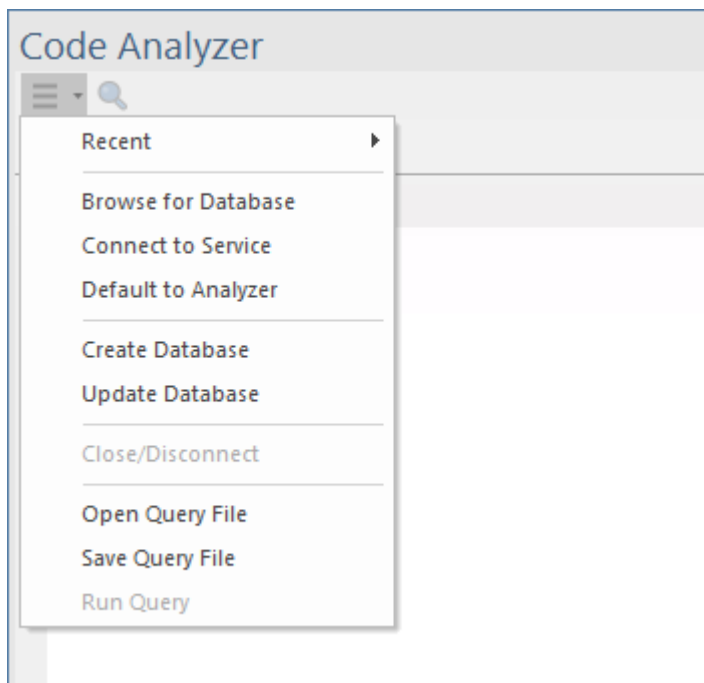 Code Analyzer
Recent
Browse for Database
Connect to Service
Default to Analyzer
Create Database
Update Database
Close/Disconnect
Open Query File
Save Query File
Run Query